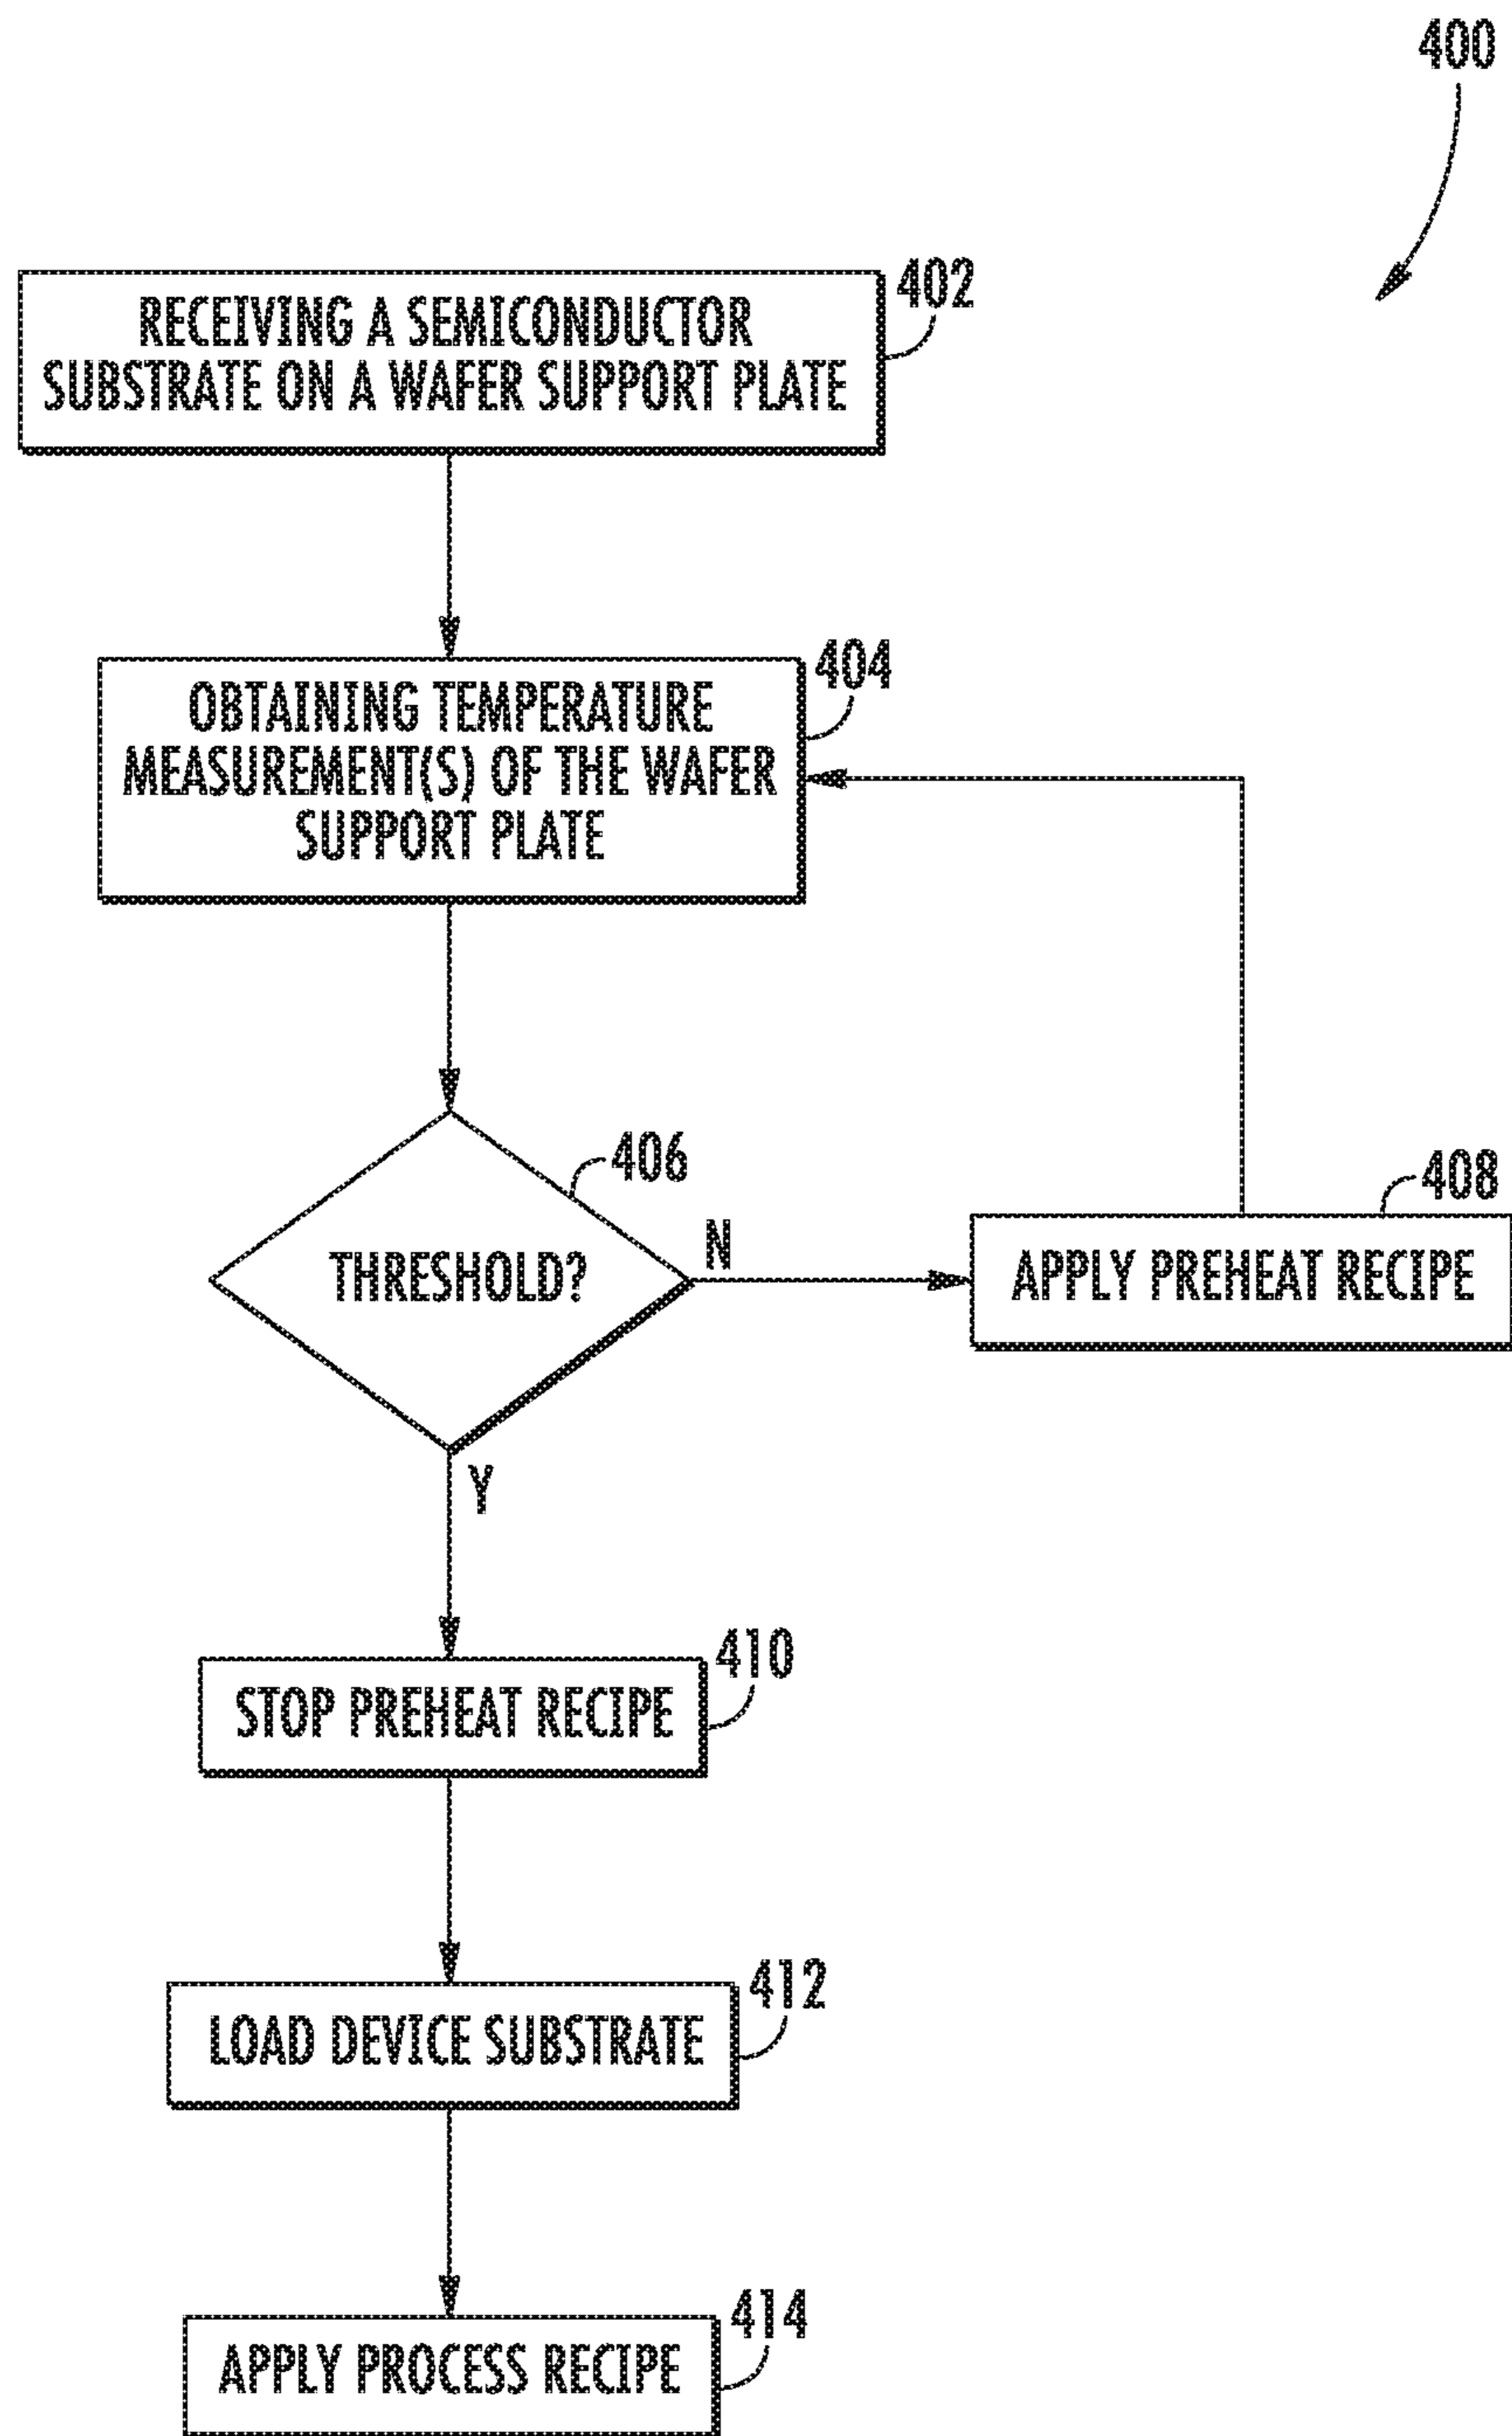 400
402
RECEIVING A SEMICONDUCTOR
SUBSTRATE ON A WAFER SUPPORT PLATE
404
OBTAINING TEMPERATURE
MEASUREMENT(S) OF THE WAFER
SUPPORT PLATE
406
THRESHOLD?
N
408
APPLY PREHEAT RECIPE
Y
410
STOP PREHEAT RECIPE
412
LOAD DEVICE SUBSTRATE
414
APPLY PROCESS RECIPE